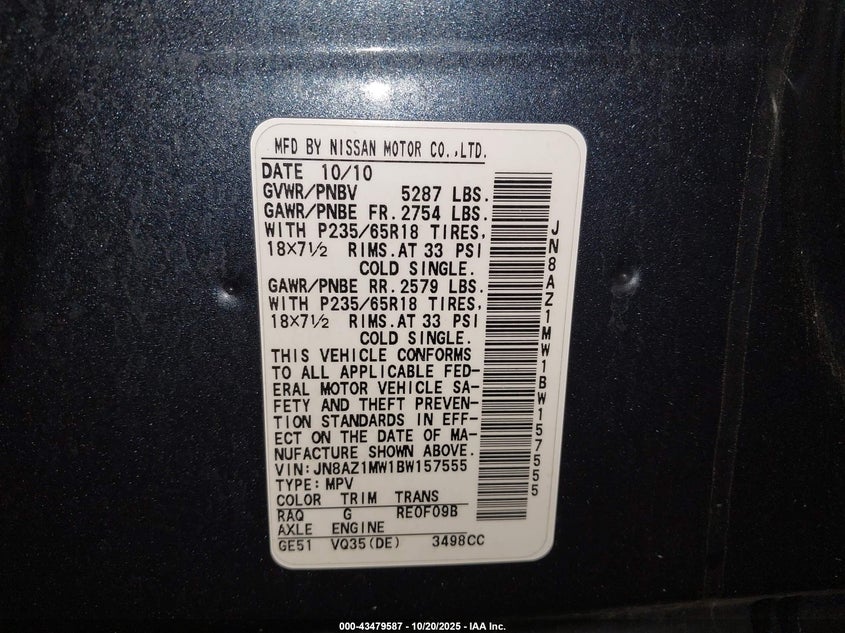 MFD BY NISSAN MOTOR CO.,LTD.
DATE 10/10
GVWR/PNBV 5287 LBS.
GAWR/PNBE FR. 2754 LBS.
WITH P235/65R18 TIRES,
18×7½ RIMS. AT 33 PSI
COLD SINGLE.
GAWR/PNBE RR. 2579 LBS.
WITH P235/65R18 TIRES,
18×7½ RIMS. AT 33 PSI
COLD SINGLE.
THIS VEHICLE CONFORMS
TO ALL APPLICABLE FED-
ERAL MOTOR VEHICLE SA-
FETY AND THEFT PREVEN-
TION STANDARDS IN EFF-
ECT ON THE DATE OF MA-
NUFACTURE SHOWN ABOVE.
VIN: JN8AZ1MW1BW157555
TYPE: MPV
COLOR TRIM TRANS
RAQ G RE0F09B
AXLE ENGINE
GE51 VQ35(DE) 3498CC
JN8AZ1MW1BW157555
000-43479587 - 10/20/2025 - IAA Inc.